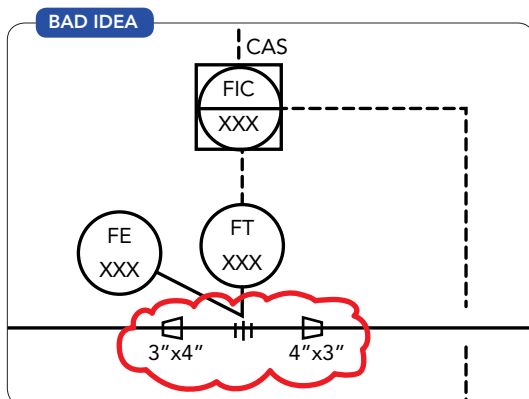 BAD IDEA
CAS
FIC
XXX
FE
XXX
FT
XXX
3”x4”
4”x3”